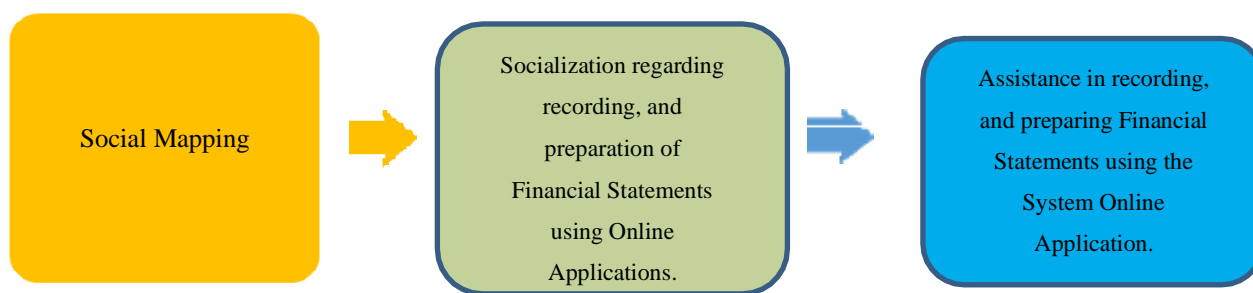 Social Mapping
Socialization regarding
recording, and
preparation of
Financial Statements
using Online
Applications.
Assistance in recording,
and preparing Financial
Statements using the
System Online
Application.